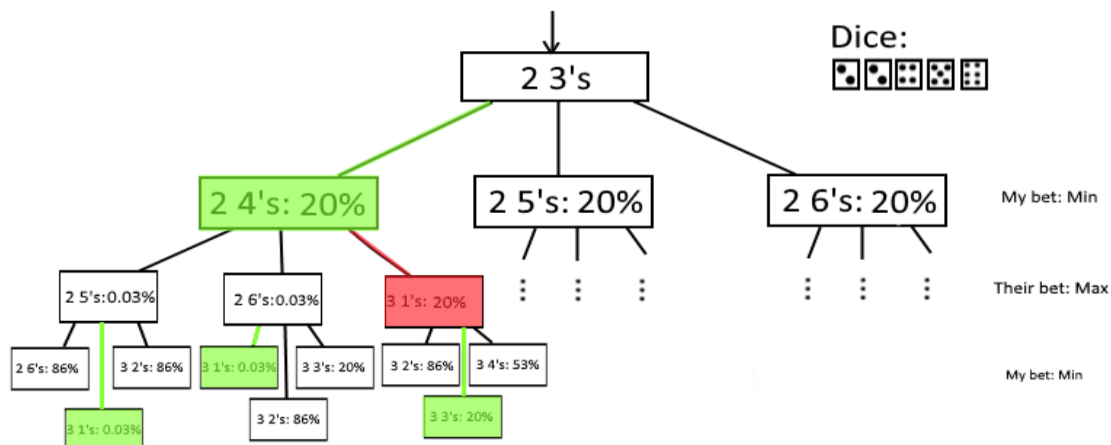 Dice:
2 3's
2 4's: 20%
2 5's: 20%
2 6's: 20%
My bet: Min
2 5's:0.03%
2 6's:0.03%
3 1's: 20%
Their bet: Max
2 6's: 86%
3 2's: 86%
3 1's: 0.03%
3 3's: 20%
3 2's: 86%
3 4's: 53%
My bet: Min
3 1's: 0.03%
3 2's: 86%
3 3's: 20%